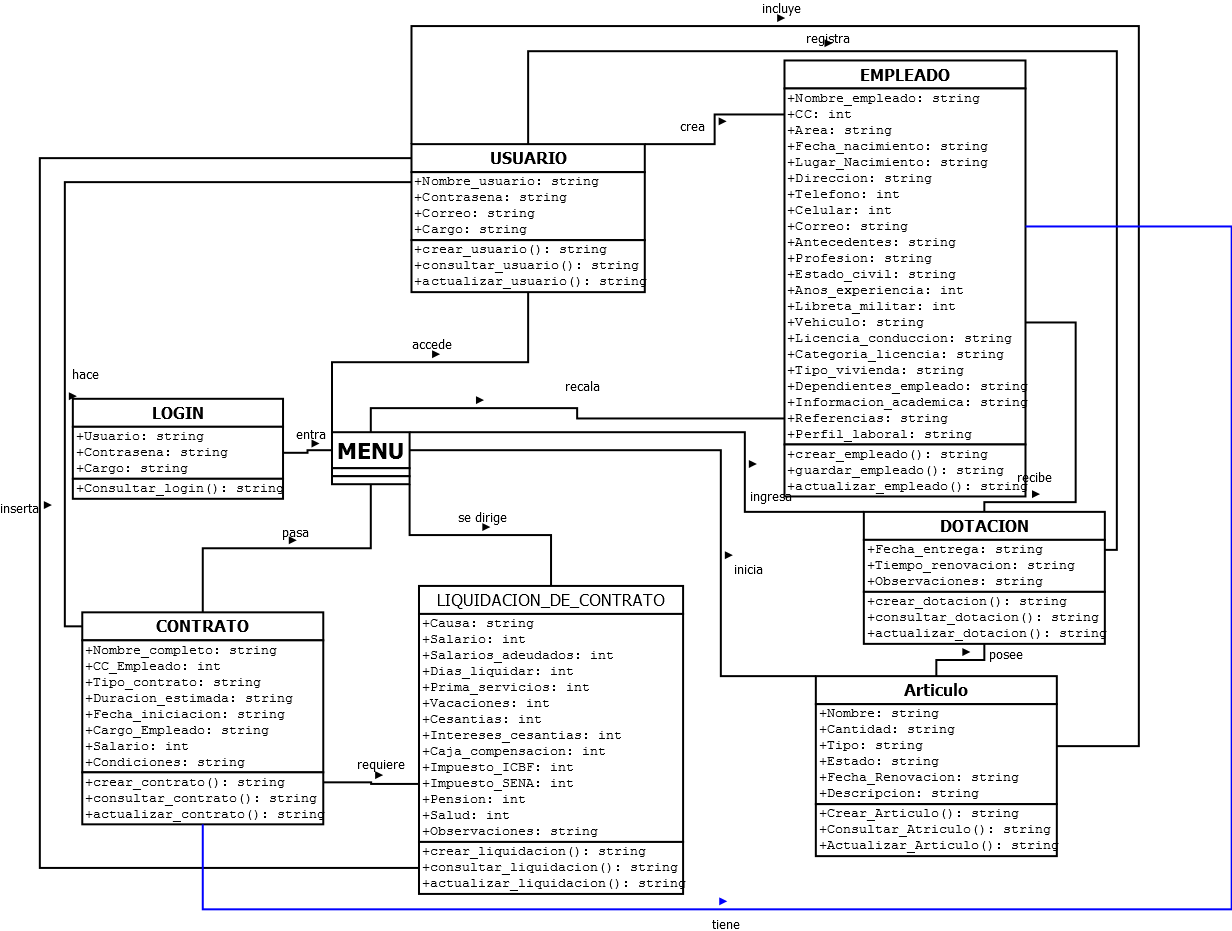 incluye
registra
crea
EMPLEADO
+Nombre_empleado: string
+CC: int
+Area: string
+Fecha_nacimiento: string
+Lugar_Nacimiento: string
+Direccion: string
+Telefono: int
+Celular: int
+Correo: string
+Antecedentes: string
+Profesion: string
+Estado_civil: string
+Anos_experiencia: int
+Libreta_militar: int
+Vehiculo: string
+Licencia_conduccion: string
+Categoria_licencia: string
+Tipo_vivienda: string
+Dependientes_empleado: string
+Informacion_academica: string
+Referencias: string
+Perfil_laboral: string
+crear_empleado(): string
+guardar_empleado(): string
+actualizar_empleado(): string
USUARIO
+Nombre_usuario: string
+Contrasena: string
+Correo: string
+Cargo: string
+crear_usuario(): string
+consultar_usuario(): string
+actualizar_usuario(): string
accede
hace
recala
LOGIN
+Usuario: string
+Contrasena: string
+Cargo: string
+Consultar_login(): string
entra
MENU
inserta
pasa
se dirige
ingresa
recibe
inicia
DOTACION
+Fecha_entrega: string
+Tiempo_renovacion: string
+Observaciones: string
+crear_dotacion(): string
+consultar_dotacion(): string
+actualizar_dotacion(): string
posee
CONTRATO
+Nombre_completo: string
+CC_Empleado: int
+Tipo_contrato: string
+Duracion_estimada: string
+Fecha_iniciacion: string
+Cargo_Empleado: string
+Salario: int
+Condiciones: string
+crear_contrato(): string
+consultar_contrato(): string
+actualizar_contrato(): string
requiere
LIQUIDACION_DE_CONTRATO
+Causa: string
+Salario: int
+Salarios_adeudados: int
+Dias_liquidar: int
+Prima_servicios: int
+Vacaciones: int
+Cesantias: int
+Intereses_cesantias: int
+Caja_compensacion: int
+Impuesto_ICBF: int
+Impuesto_SENA: int
+Pension: int
+Salud: int
+Observaciones: string
+crear_liquidacion(): string
+consultar_liquidacion(): string
+actualizar_liquidacion(): string
Articulo
+Nombre: string
+Cantidad: string
+Tipo: string
+Estado: string
+Fecha_Renovacion: string
+Descripcion: string
+Crear_Articulo(): string
+Consultar_Atriculo(): string
+Actualizar_Articulo(): string
tiene